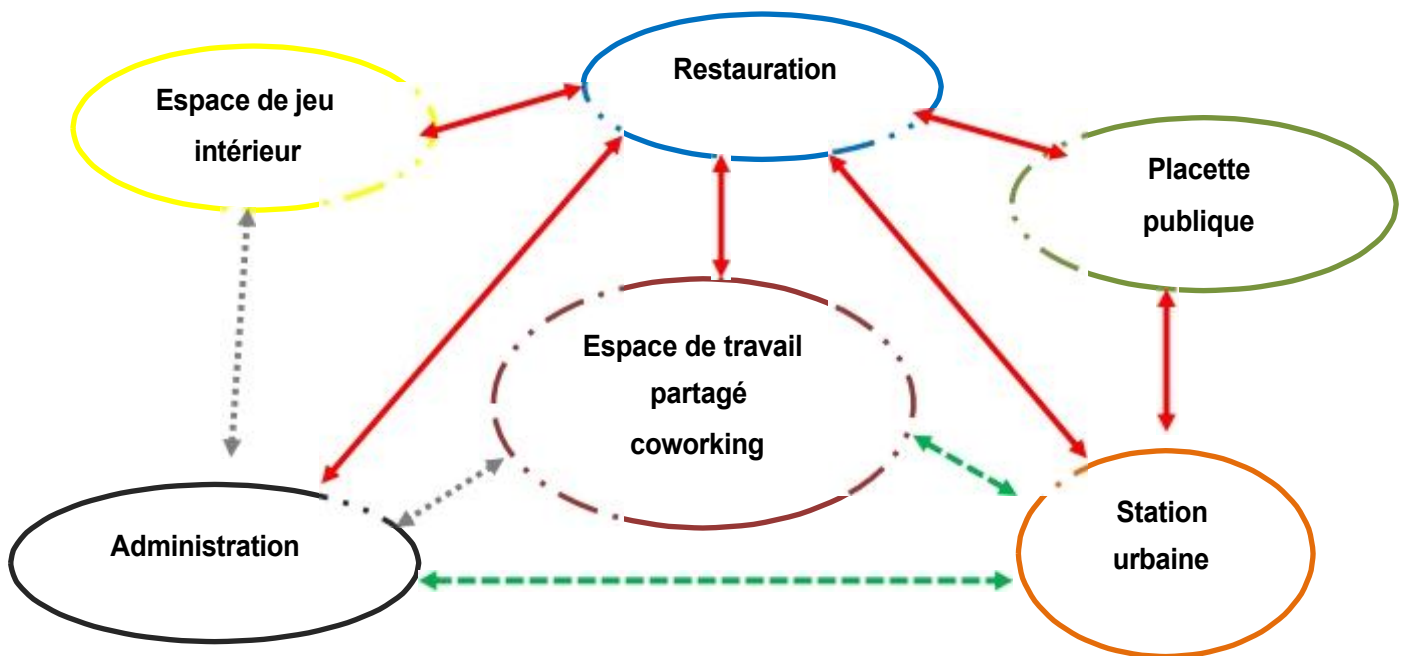 Restauration
Espace de jeu
intérieur
Placette
publique
Espace de travail
partagé
coworking
Administration
Station
urbaine